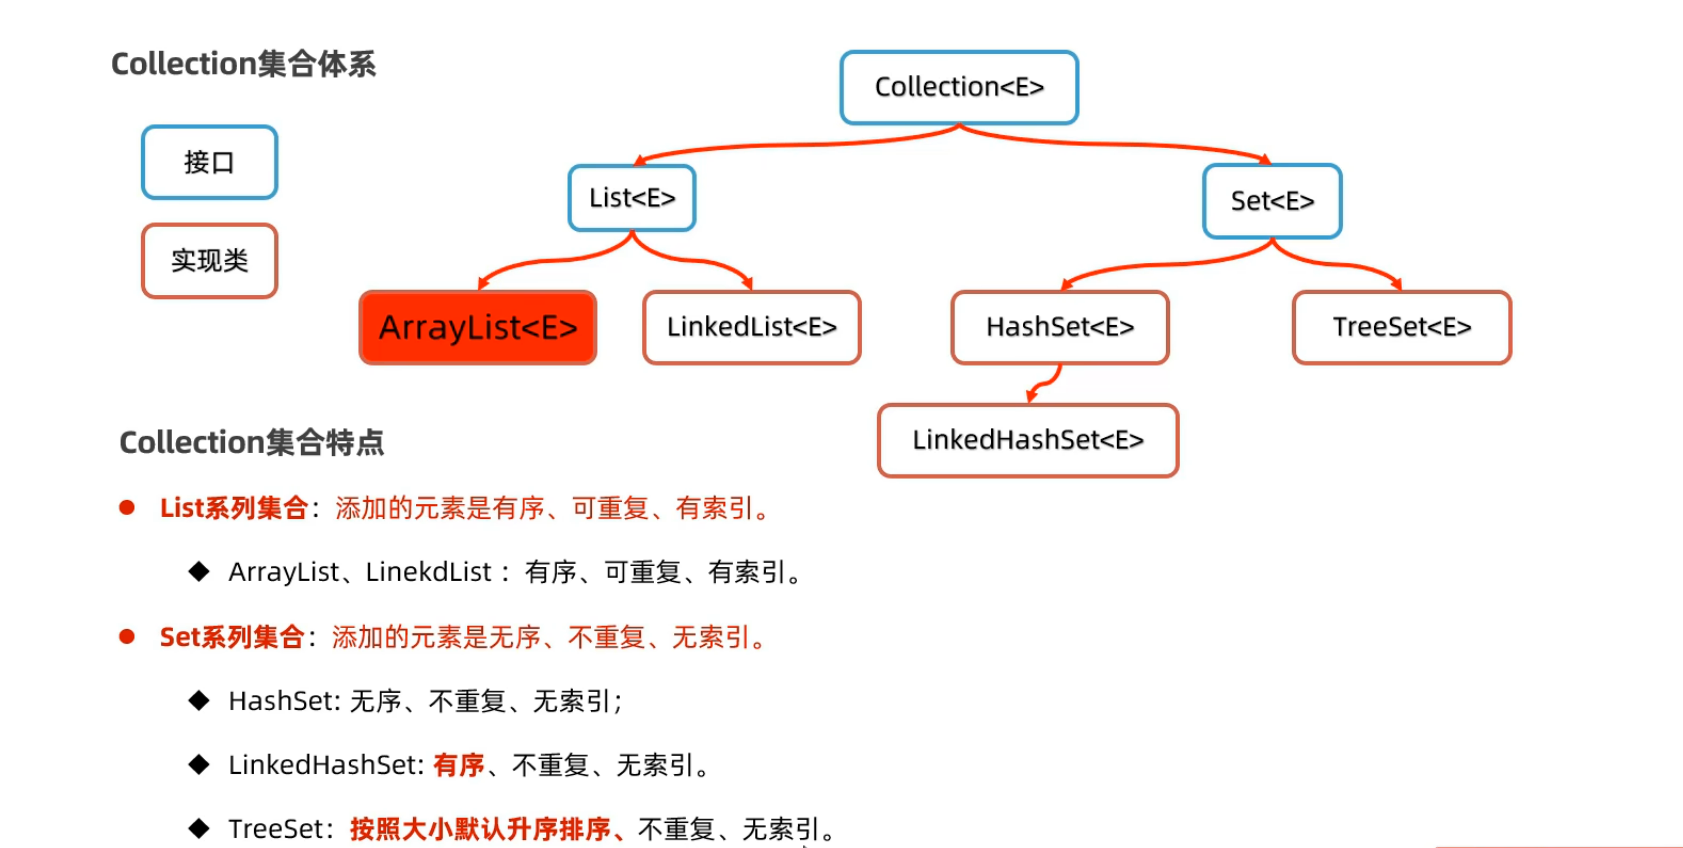 Collection集合体系
Collection<E>
接口
List<E>
Set<E>
实现类
ArrayList<E>
LinkedList<E>
HashSet<E>
TreeSet<E>
LinkedHashSet<E>
Collection集合特点
● List系列集合：添加的元素是有序、可重复、有索引。
◆ ArrayList、LinekdList ：有序、可重复、有索引。
● Set系列集合：添加的元素是无序、不重复、无索引。
◆ HashSet: 无序、不重复、无索引；
◆ LinkedHashSet: 有序、不重复、无索引。
◆ TreeSet：按照大小默认升序排序、不重复、无索引。